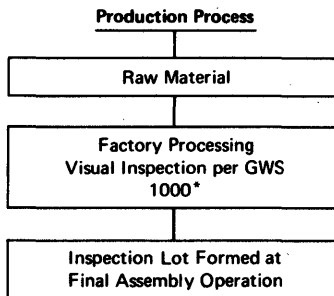 Production Process
Raw Material
Factory Processing
Visual Inspection per GWS
1000*
Inspection Lot Formed at
Final Assembly Operation